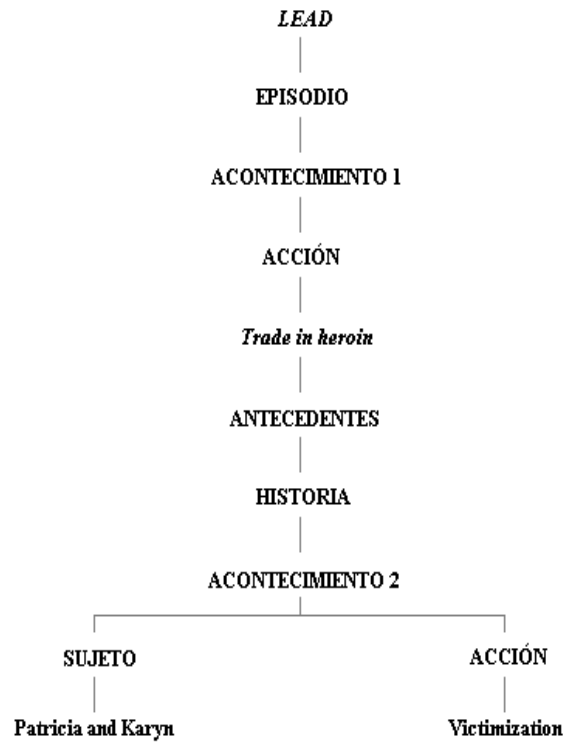 LEAD
EPISODIO
ACONTECIMIENTO 1
ACCIÓN
Trade in heroin
ANTECEDENTES
HISTORIA
ACONTECIMIENTO 2
SUJETO ACCIÓN
Patricia and Karyn Victimization